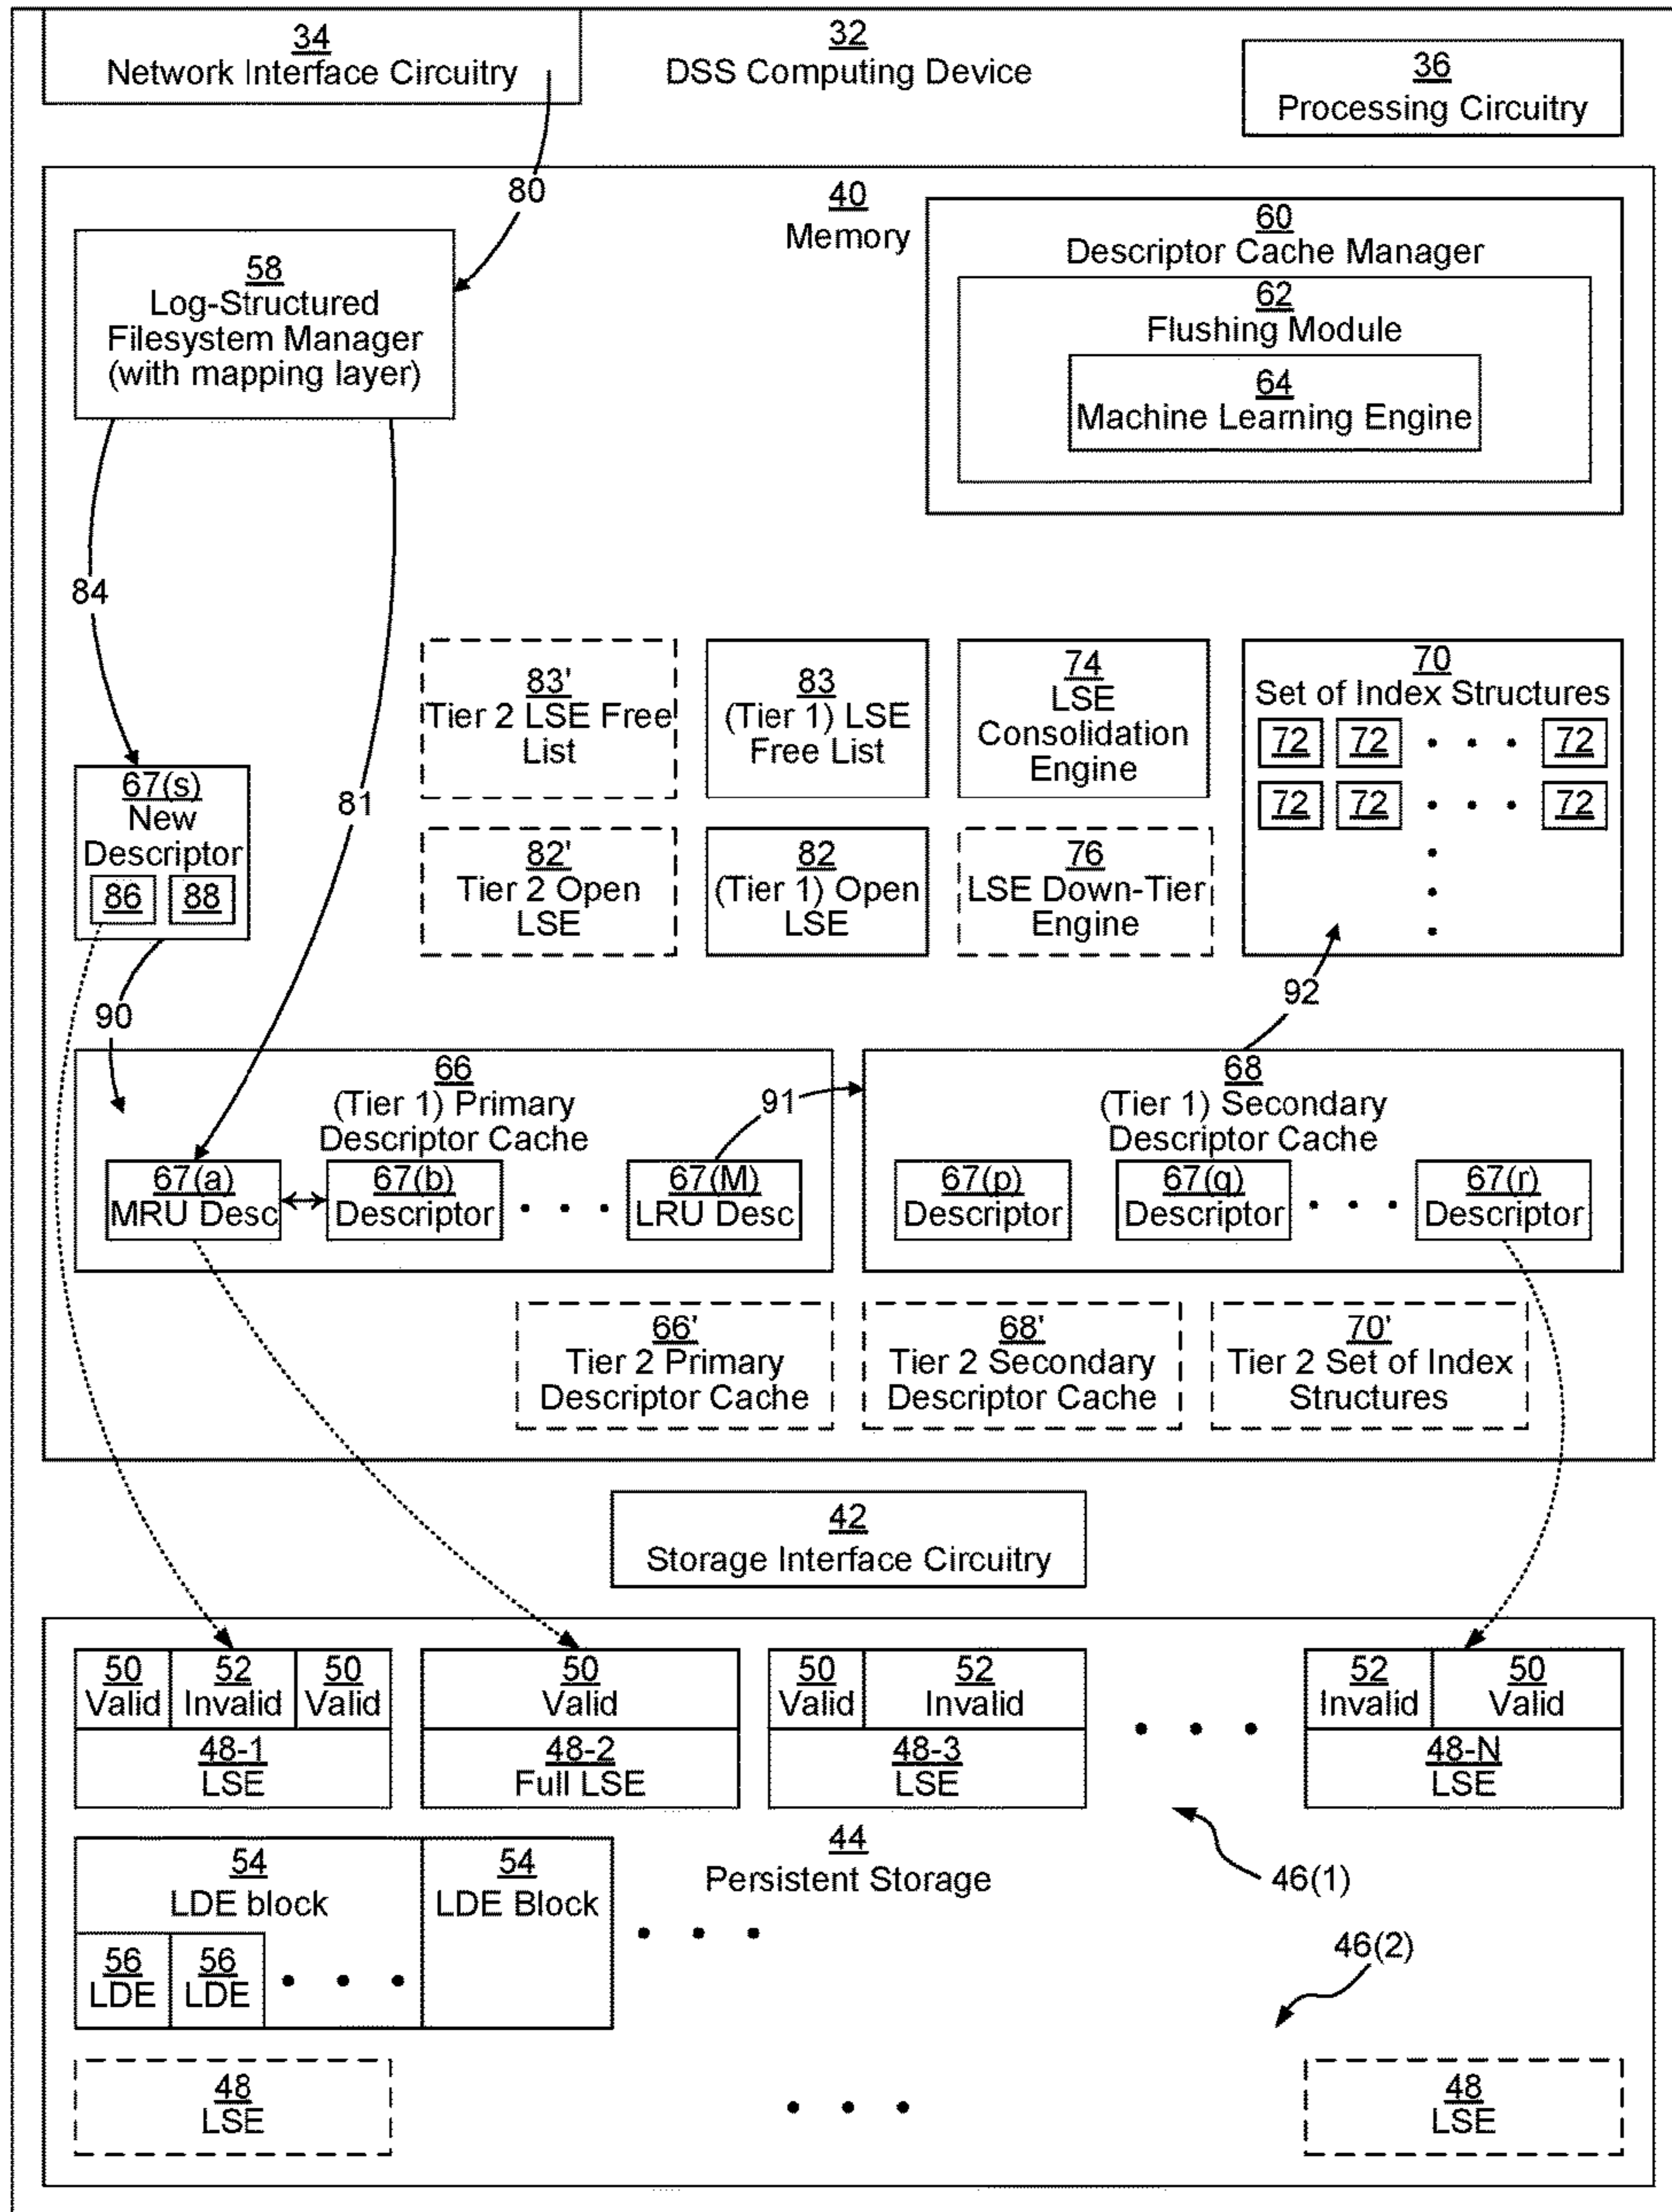 34
Network Interface Circuitry
32
DSS Computing Device
36
Processing Circuitry
80
40
Memory
60
Descriptor Cache Manager
62
Flushing Module
64
Machine Learning Engine
58
Log-Structured
Filesystem Manager
(with mapping layer)
84
81
83'
Tier 2 LSE Free
List
83
(Tier 1) LSE
Free List
74
LSE
Consolidation
Engine
70
Set of Index Structures
72 72 72
72 72 72
67(s)
New
Descriptor
86 88
82'
Tier 2 Open
LSE
82
(Tier 1) Open
LSE
76
LSE Down-Tier
Engine
90
92
66
(Tier 1) Primary
Descriptor Cache
91
68
(Tier 1) Secondary
Descriptor Cache
67(a)
MRU Desc
67(b)
Descriptor
67(M)
LRU Desc
67(p)
Descriptor
67(q)
Descriptor
67(r)
Descriptor
66'
Tier 2 Primary
Descriptor Cache
68'
Tier 2 Secondary
Descriptor Cache
70'
Tier 2 Set of Index
Structures
42
Storage Interface Circuitry
50
Valid
52
Invalid
50
Valid
48-1
LSE
50
Valid
48-2
Full LSE
50
Valid
52
Invalid
48-3
LSE
52
Invalid
50
Valid
48-N
LSE
54
LDE block
56
LDE
56
LDE
54
LDE Block
44
Persistent Storage
46(1)
46(2)
48
LSE
48
LSE